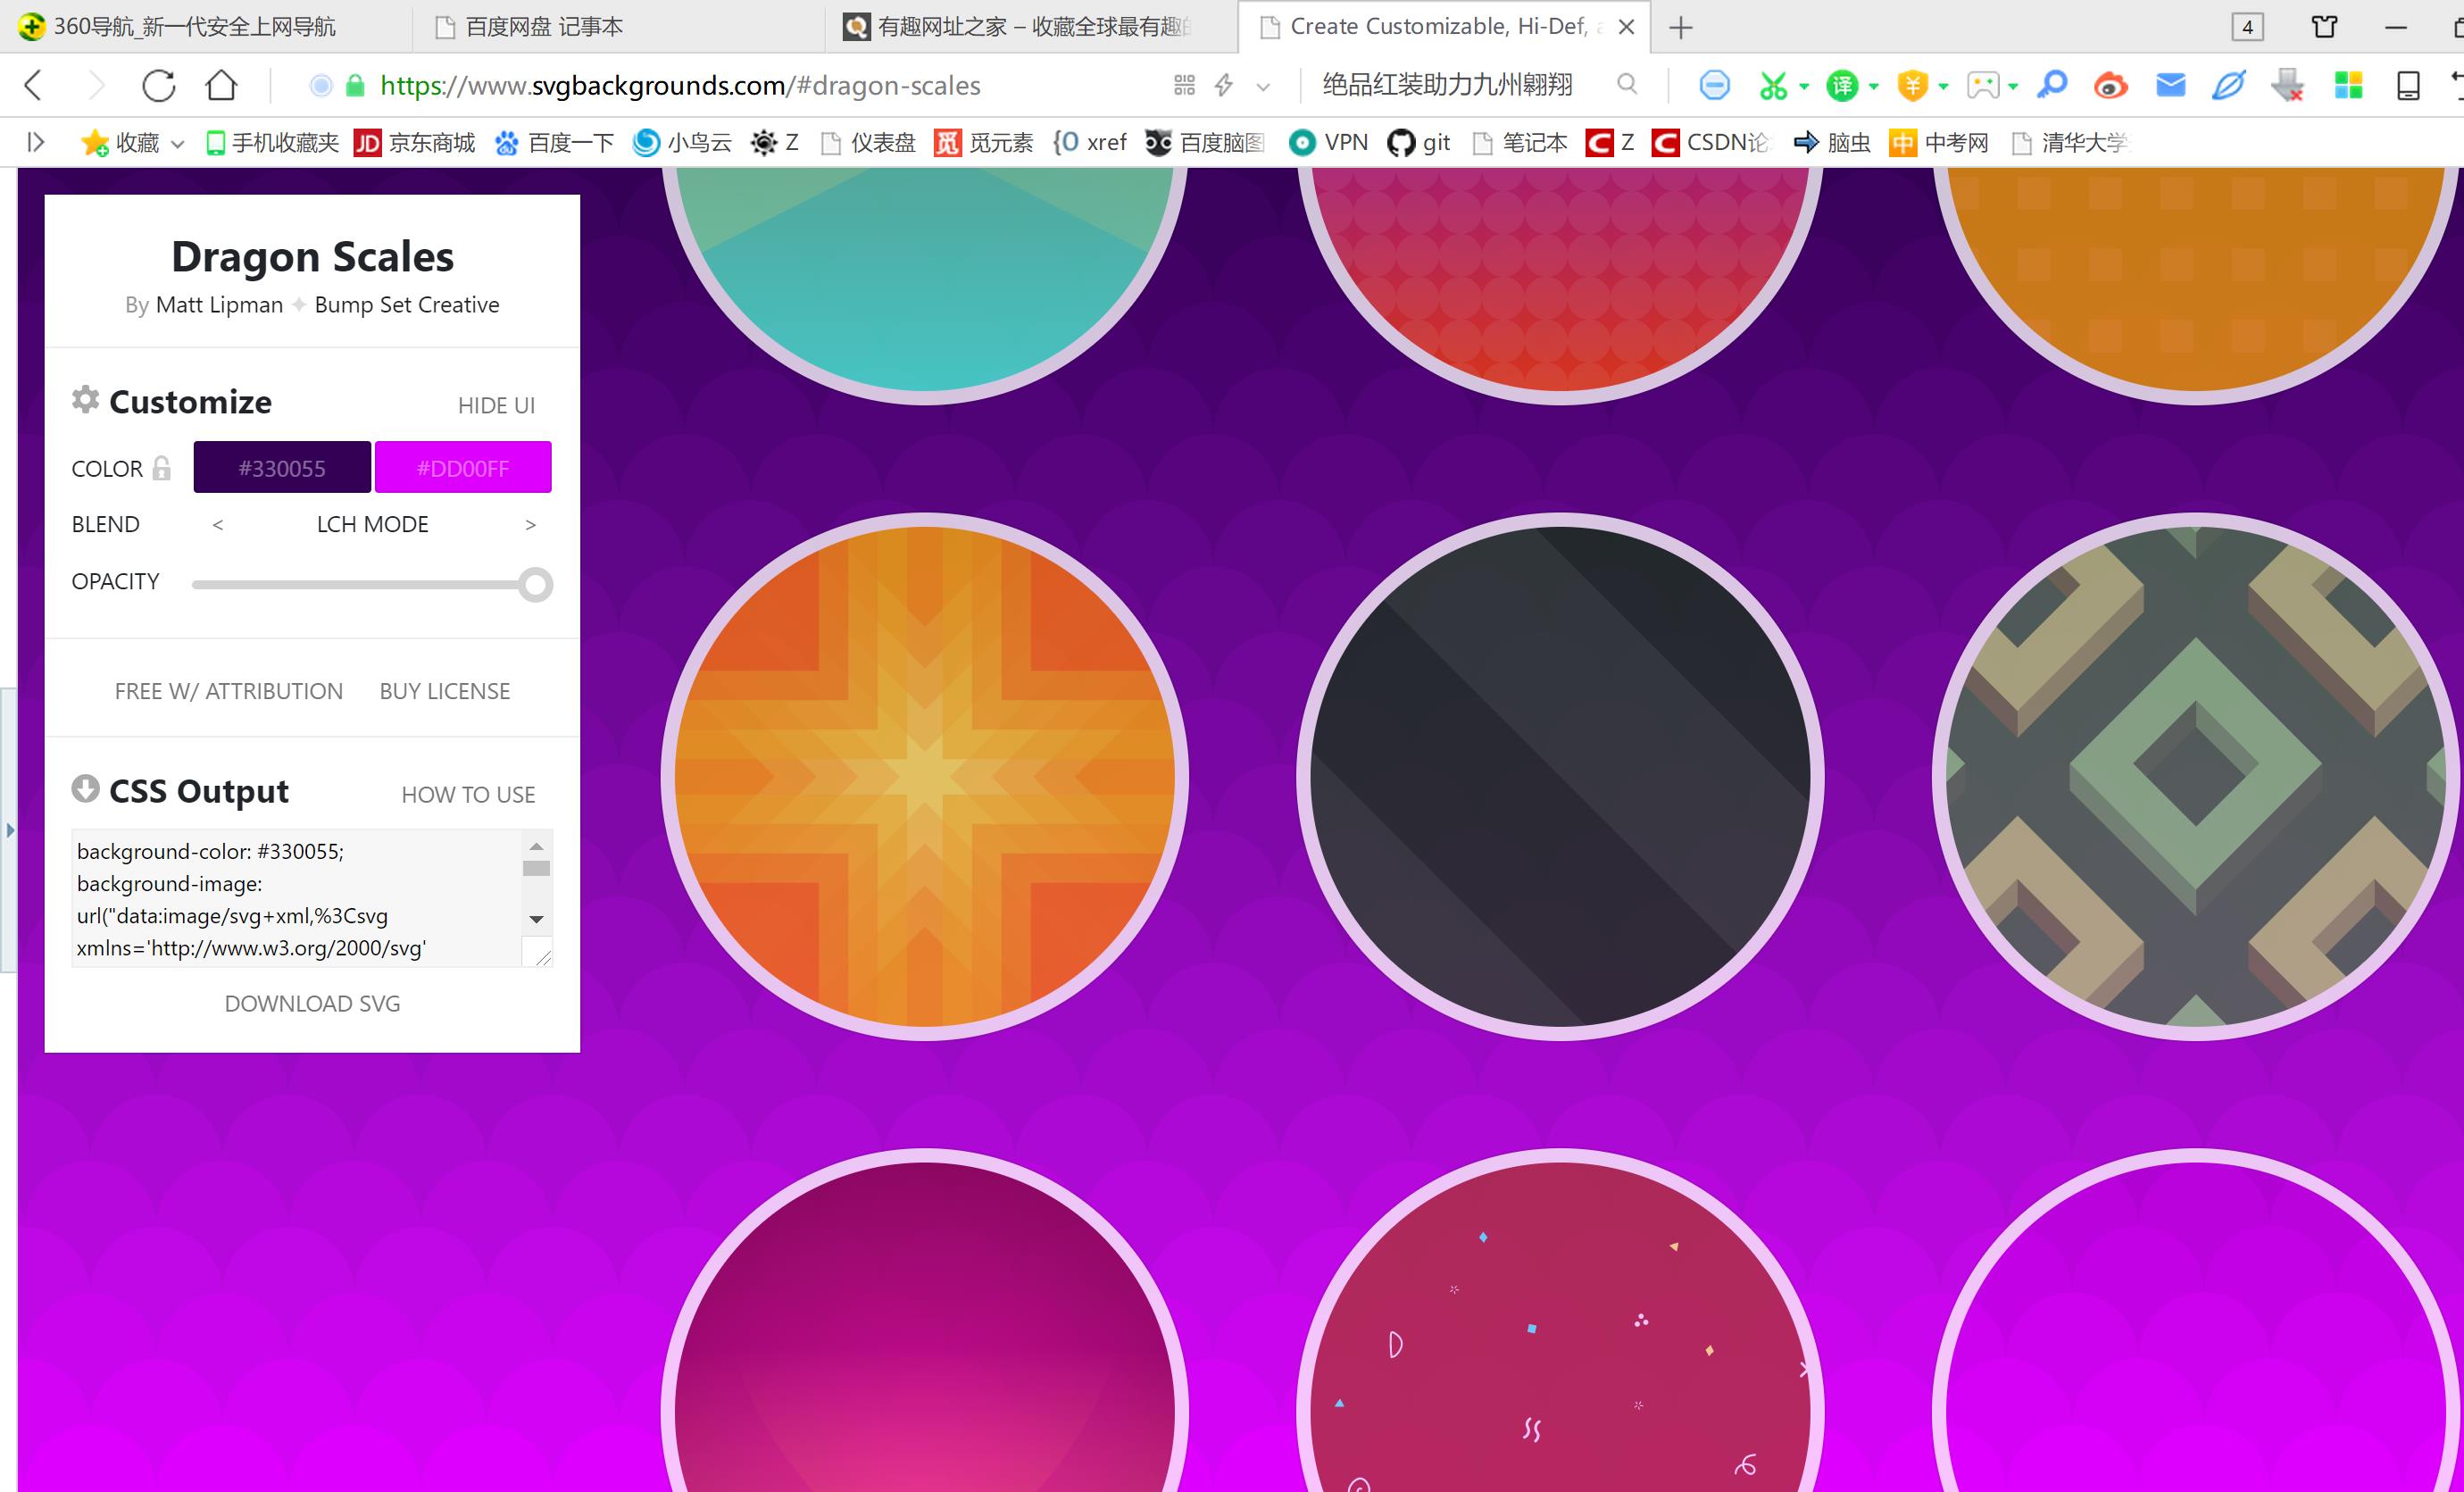 360导航_新一代安全上网导航
百度网盘 记事本
有趣网址之家 – 收藏全球最有趣
Create Customizable, Hi-Def,
4
https://www.svgbackgrounds.com/#dragon-scales
绝品红装助力九州翱翔
译
¥
收藏
手机收藏夹
JD 京东商城
百度一下
小鸟云
Z
仪表盘
觅 觅元素
{O xref
百度脑图
VPN
git
笔记本
C Z
C CSDN论
脑虫
中 中考网
清华大学
Dragon Scales
By Matt Lipman ✦ Bump Set Creative
Customize
HIDE UI
COLOR #330055 #DD00FF
BLEND < LCH MODE >
OPACITY
FREE W/ ATTRIBUTION BUY LICENSE
CSS Output
HOW TO USE
background-color: #330055;
background-image:
url("data:image/svg+xml,%3Csvg
xmlns='http://www.w3.org/2000/svg'
DOWNLOAD SVG